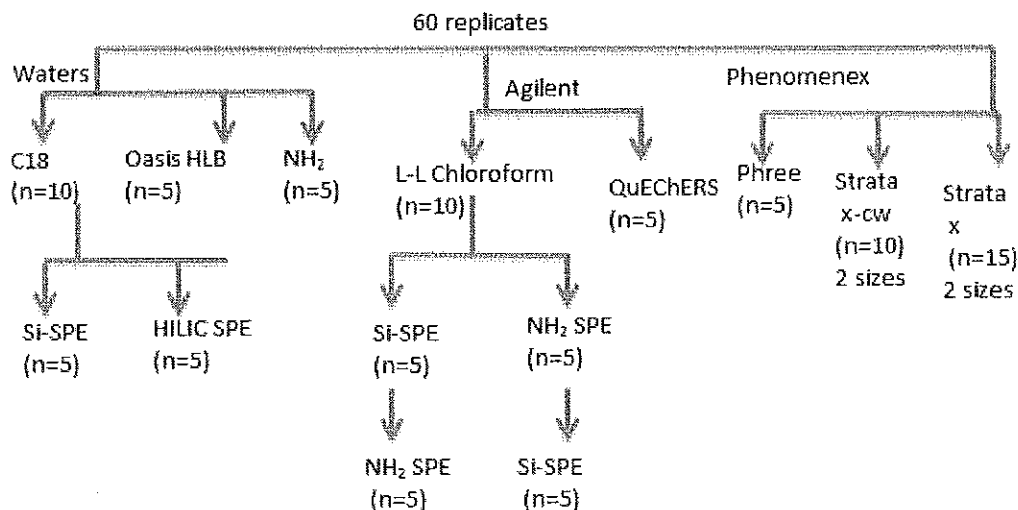 60 replicates
Waters
Agilent
Phenomenex
C18
(n=10)
Oasis HLB
(n=5)
NH₂
(n=5)
L-L Chloroform
(n=10)
QuEChERS
(n=5)
Phree
(n=5)
Strata
x-cw
(n=10)
2 sizes
Strata
x
(n=15)
2 sizes
Si-SPE
(n=5)
HILIC SPE
(n=5)
Si-SPE
(n=5)
NH₂ SPE
(n=5)
NH₂ SPE
(n=5)
Si-SPE
(n=5)